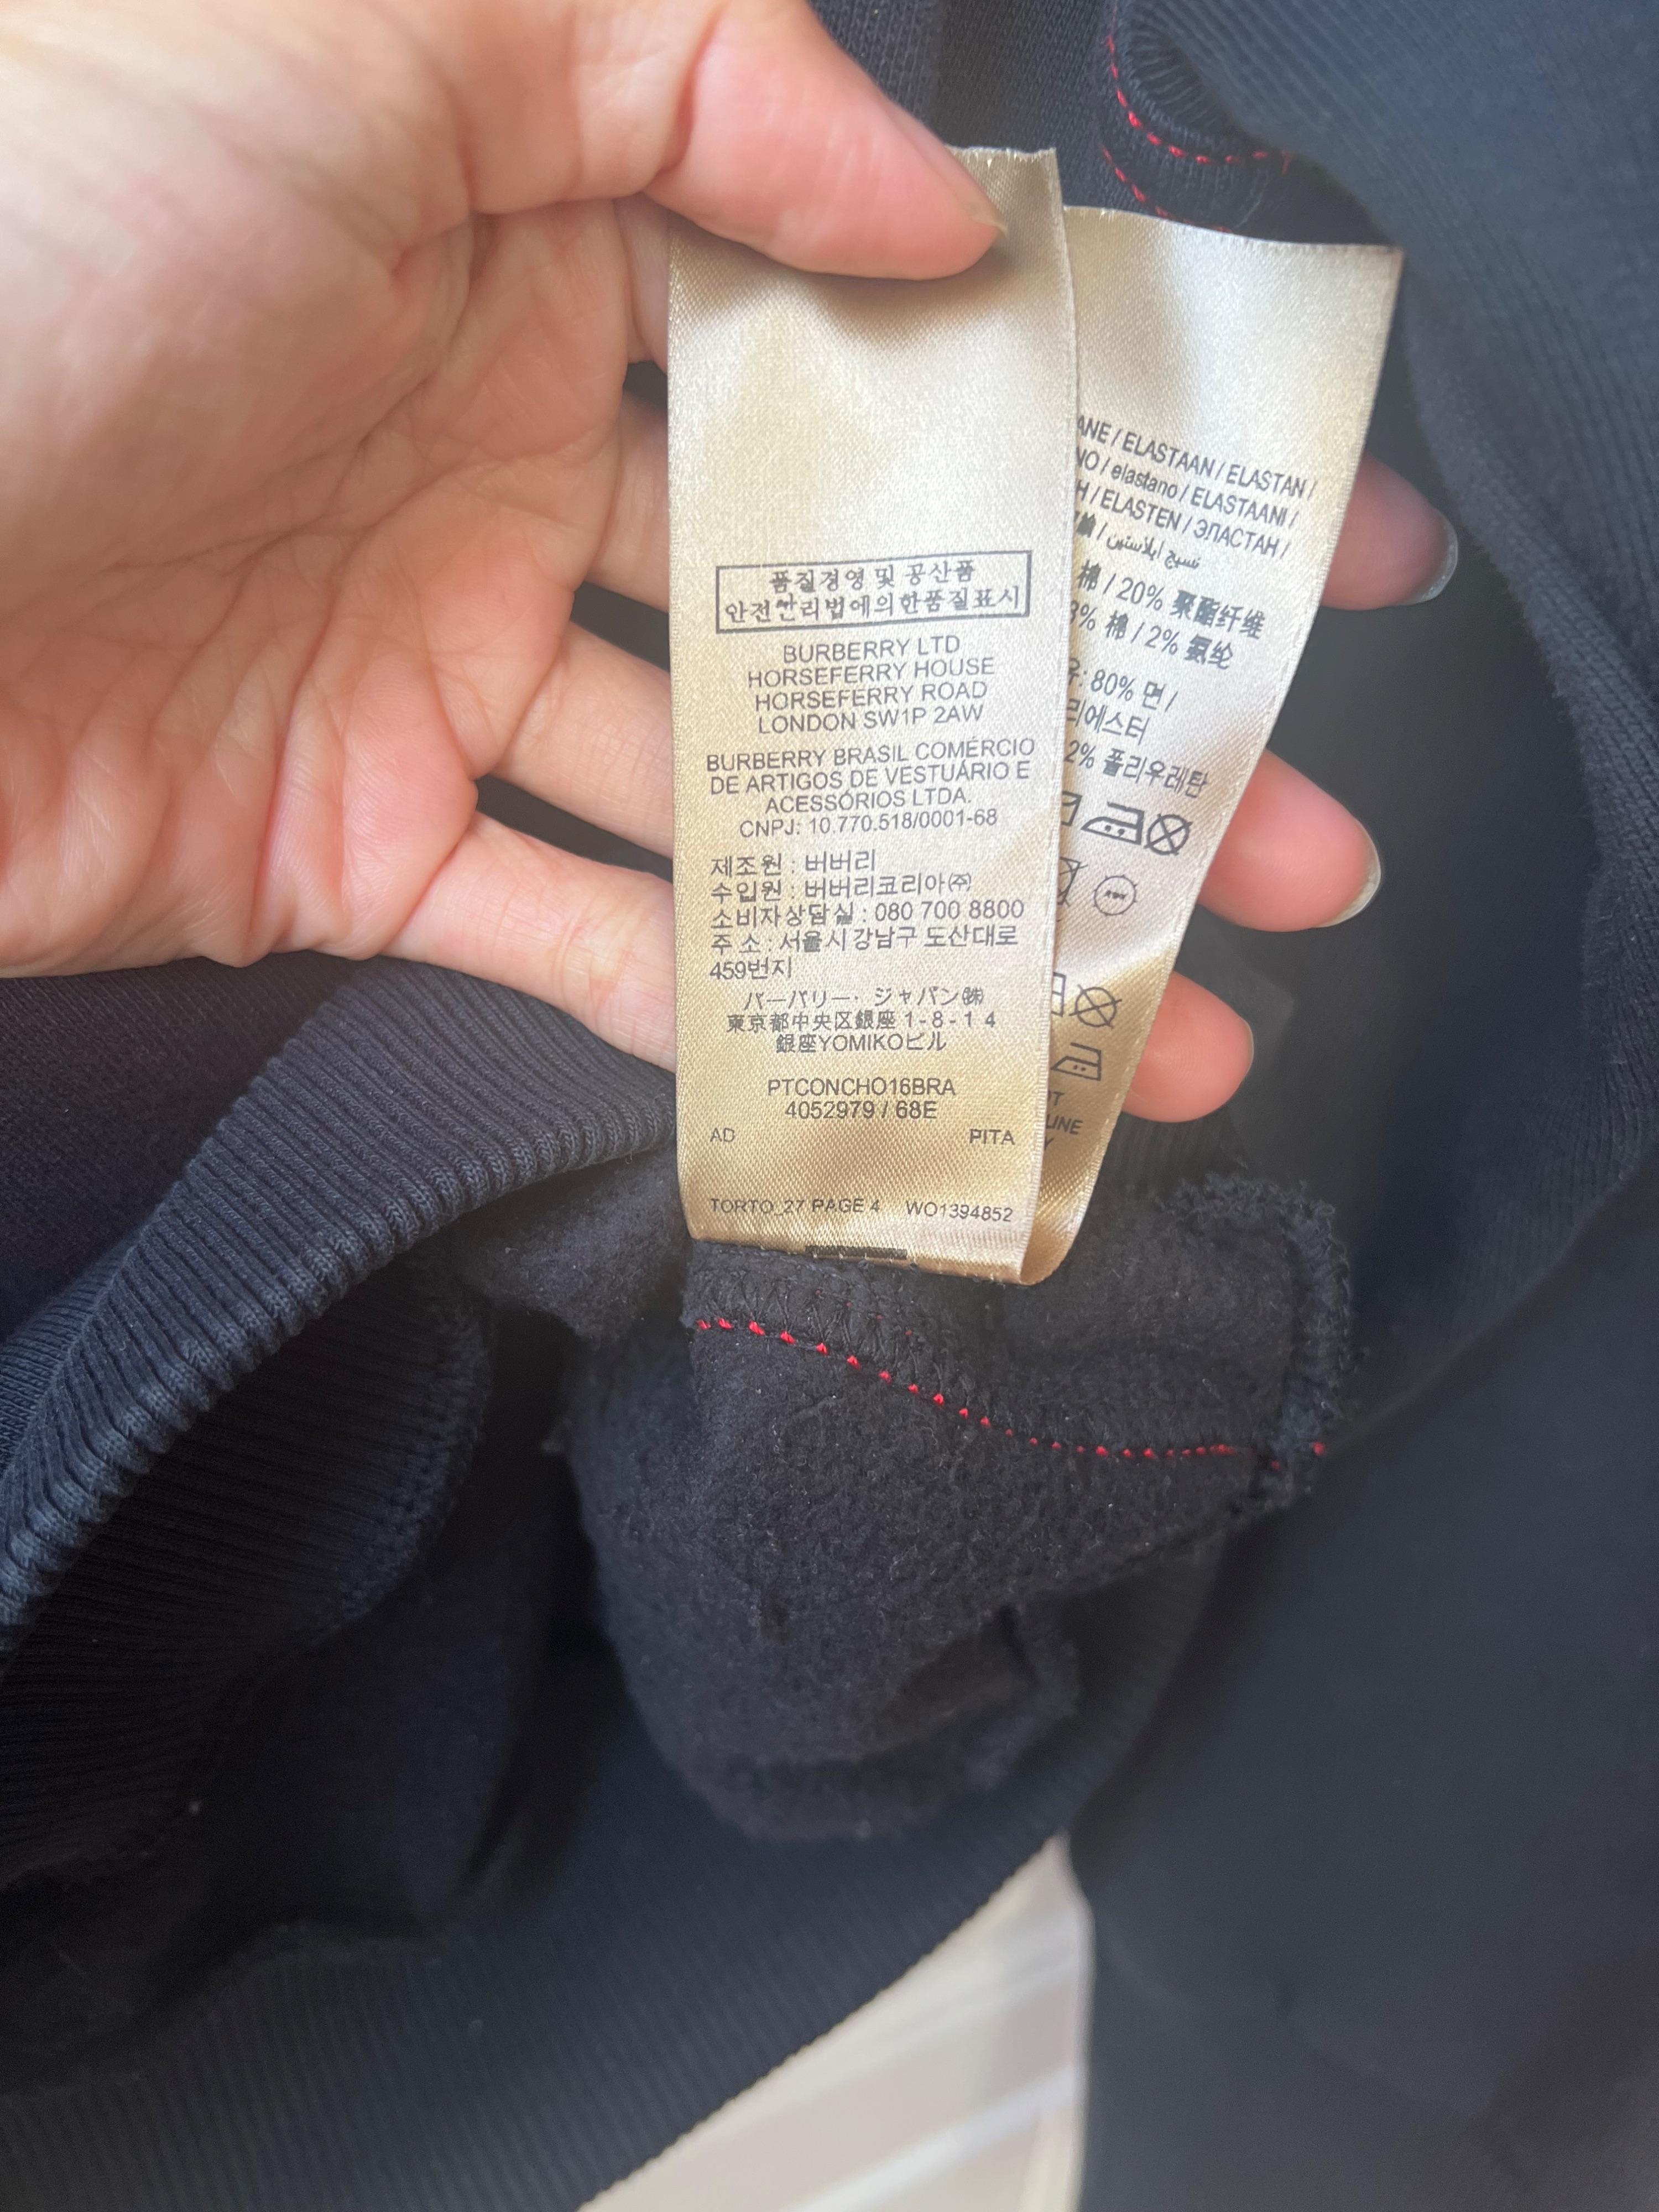 품질경영 및 공산품
안전관리법에의한품질표시
BURBERRY LTD
HORSEFERRY HOUSE
HORSEFERRY ROAD
LONDON SW1P 2AW
BURBERRY BRASIL COMÉRCIO
DE ARTIGOS DE VESTUÁRIO E
ACESSÓRIOS LTDA.
CNPJ: 10.770.518/0001-68
제조원 : 버버리
수입원 : 버버리코리아㈜
소비자상담실 : 080 700 8800
주 소 : 서울시 강남구 도산대로
459번지
バーバリー・ジャパン㈱
東京都中央区銀座 1 - 8 - 1 4
銀座YOMIKOビル
PTCONCHO16BRA
4052979 / 68E
AD PITA
TORTO_27 PAGE 4 WO1394852
ANE / ELASTAAN / ELASTAN /
NO / elastano / ELASTAANI /
H / ELASTEN / ЭЛАСТАН /
/ نسيج ايلاستين
棉 / 20% 聚酯纤维
% 棉 / 2% 氨纶
: 80% 면 /
리에스터
2% 폴리우레탄
UNE
Y